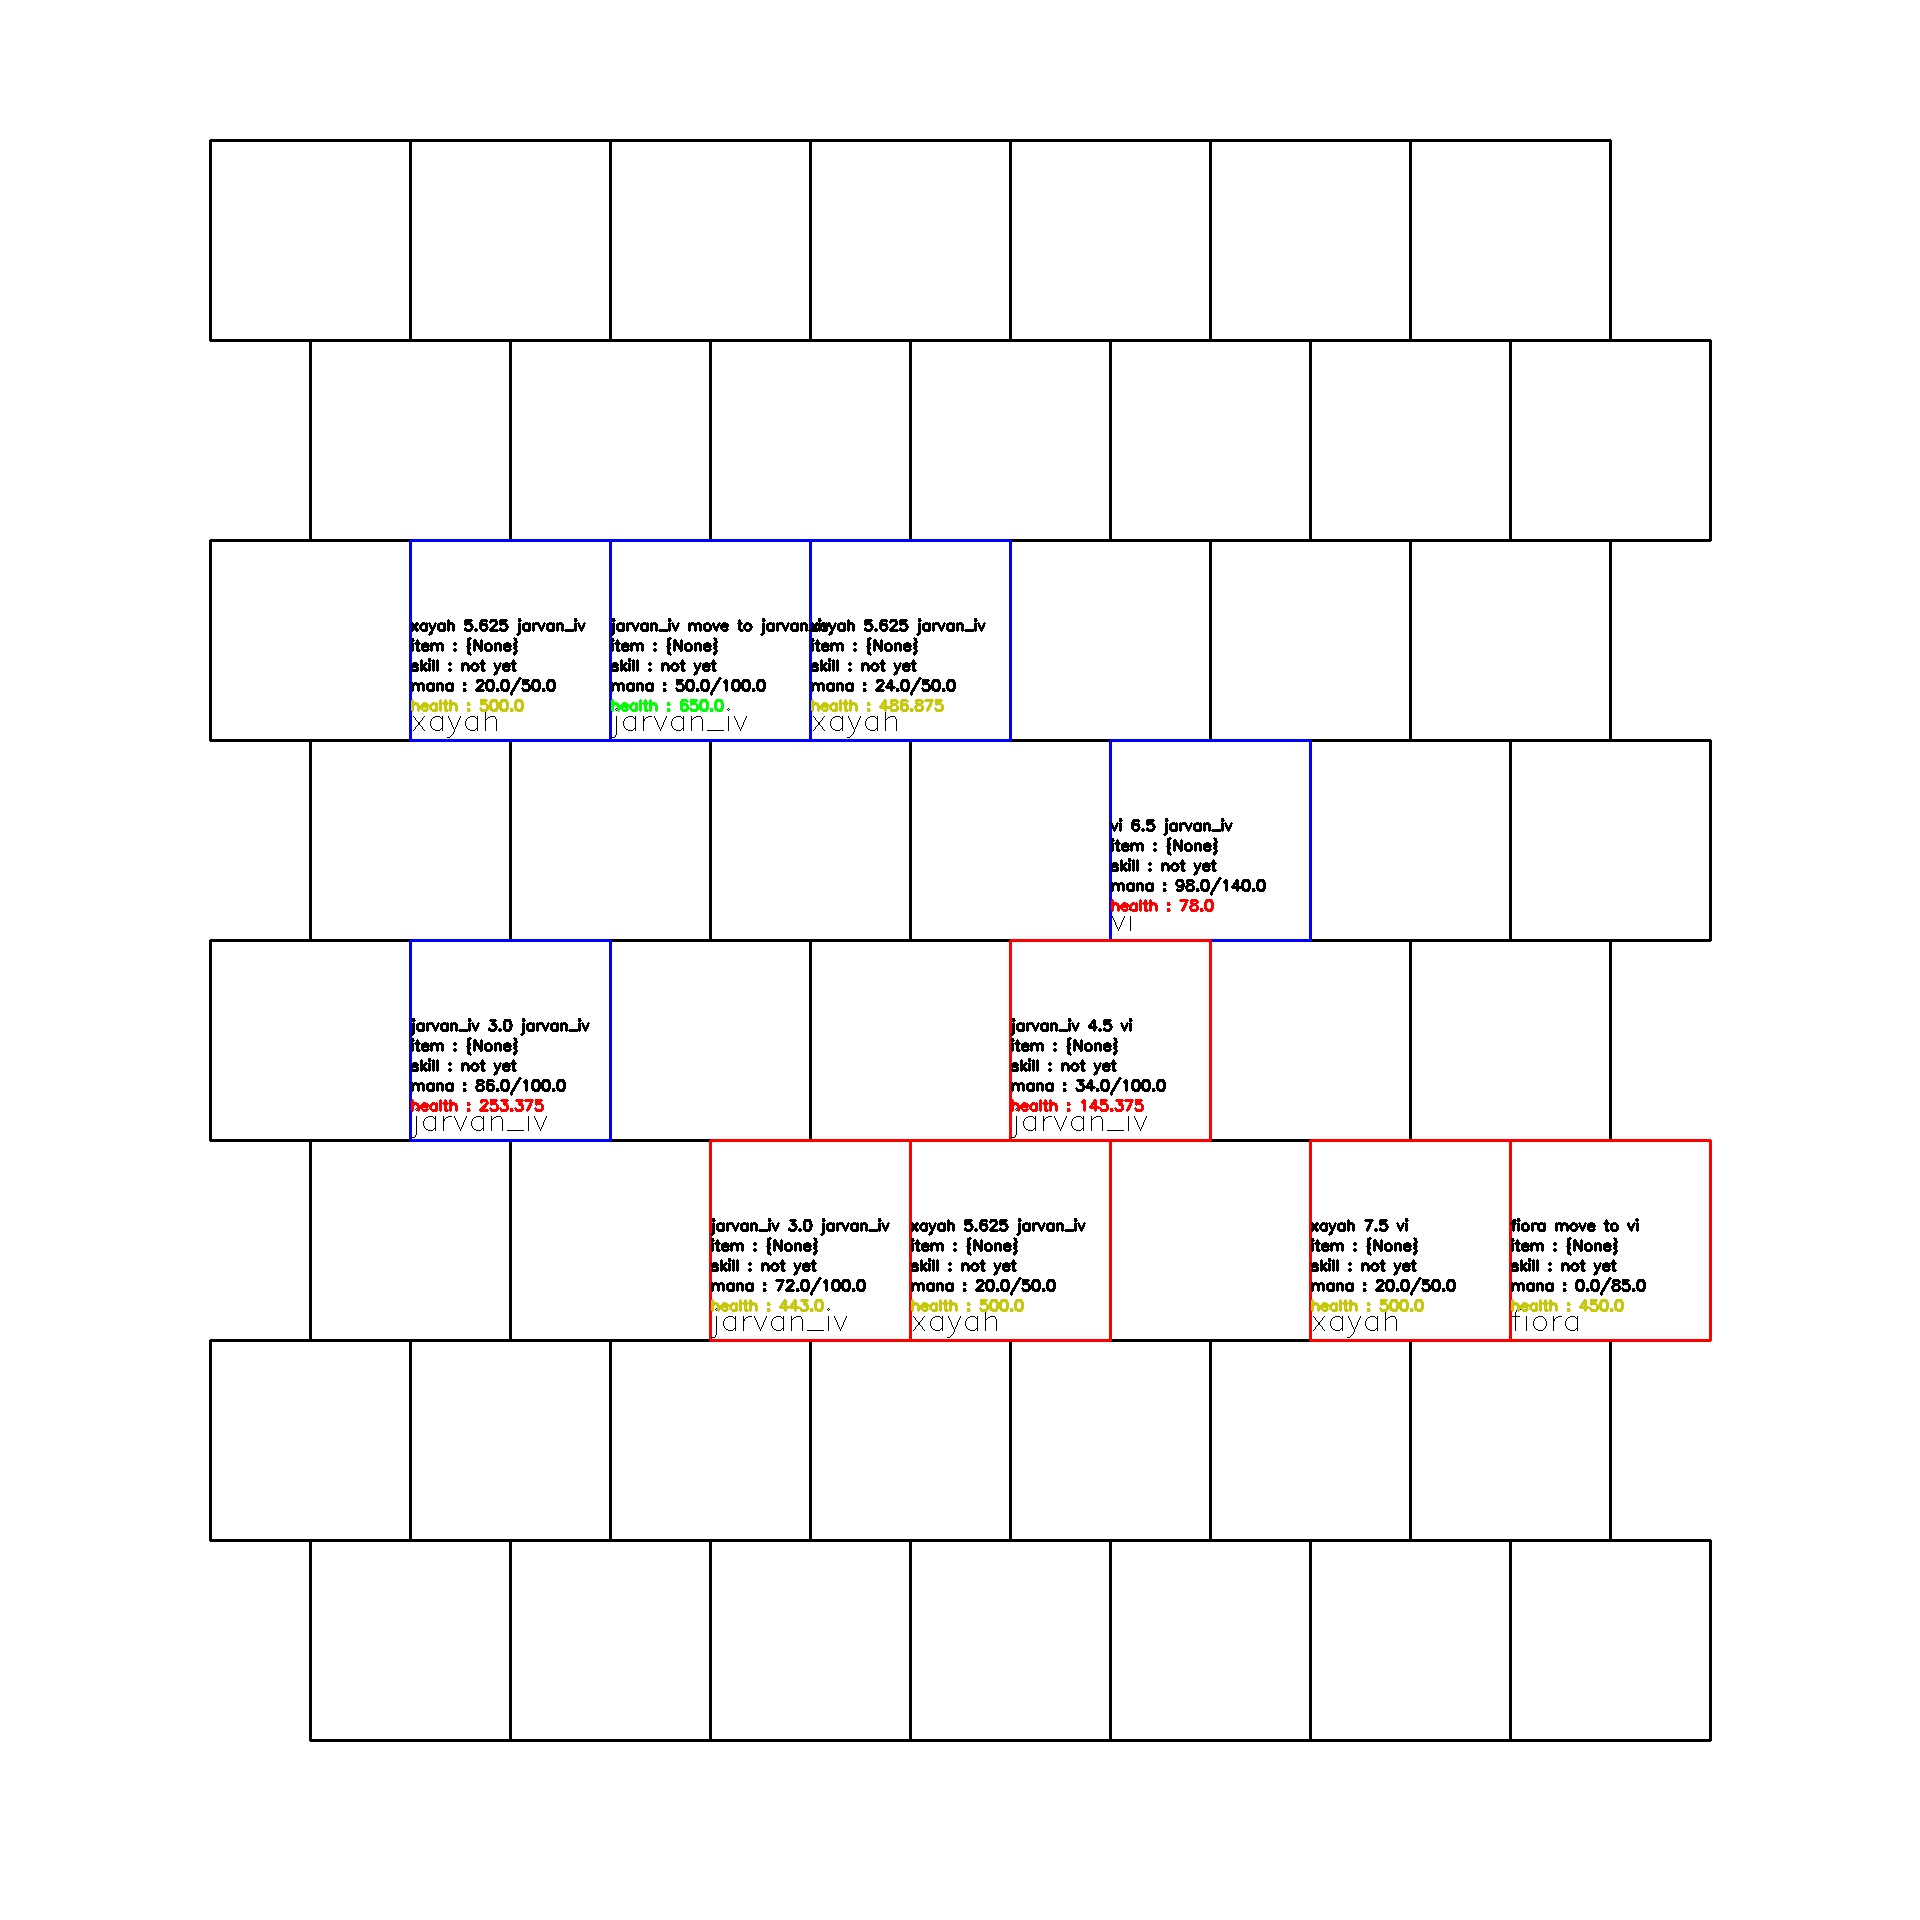 xayah 5.625 jarvan_iv
item : {None}
skill : not yet
mana : 20.0/50.0
health : 500.0
xayah
jarvan_iv move to jarvan_iv
item : {None}
skill : not yet
mana : 50.0/100.0
health : 650.0
jarvan_iv
xayah 5.625 jarvan_iv
item : {None}
skill : not yet
mana : 24.0/50.0
health : 486.875
xayah
vi 6.5 jarvan_iv
item : {None}
skill : not yet
mana : 98.0/140.0
health : 78.0
vi
jarvan_iv 3.0 jarvan_iv
item : {None}
skill : not yet
mana : 86.0/100.0
health : 253.375
jarvan_iv
jarvan_iv 4.5 vi
item : {None}
skill : not yet
mana : 34.0/100.0
health : 145.375
jarvan_iv
jarvan_iv 3.0 jarvan_iv
item : {None}
skill : not yet
mana : 72.0/100.0
health : 443.0
jarvan_iv
xayah 5.625 jarvan_iv
item : {None}
skill : not yet
mana : 20.0/50.0
health : 500.0
xayah
xayah 7.5 vi
item : {None}
skill : not yet
mana : 20.0/50.0
health : 500.0
xayah
fiora move to vi
item : {None}
skill : not yet
mana : 0.0/85.0
health : 450.0
fiora